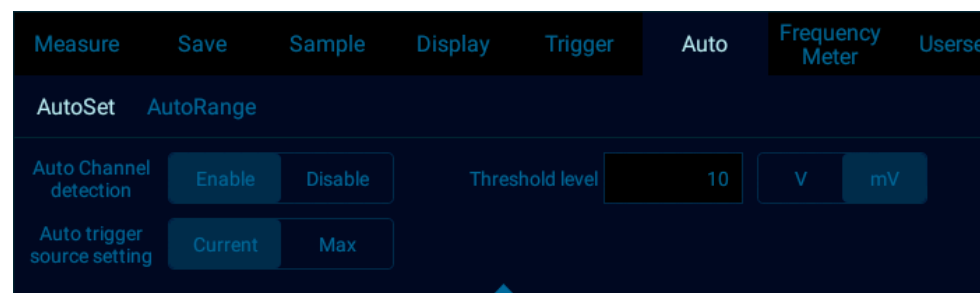 Measure Save Sample Display Trigger Auto Frequency Meter Userse
AutoSet AutoRange
Auto Channel detection Enable Disable Threshold level 10 V mV
Auto trigger source setting Current Max